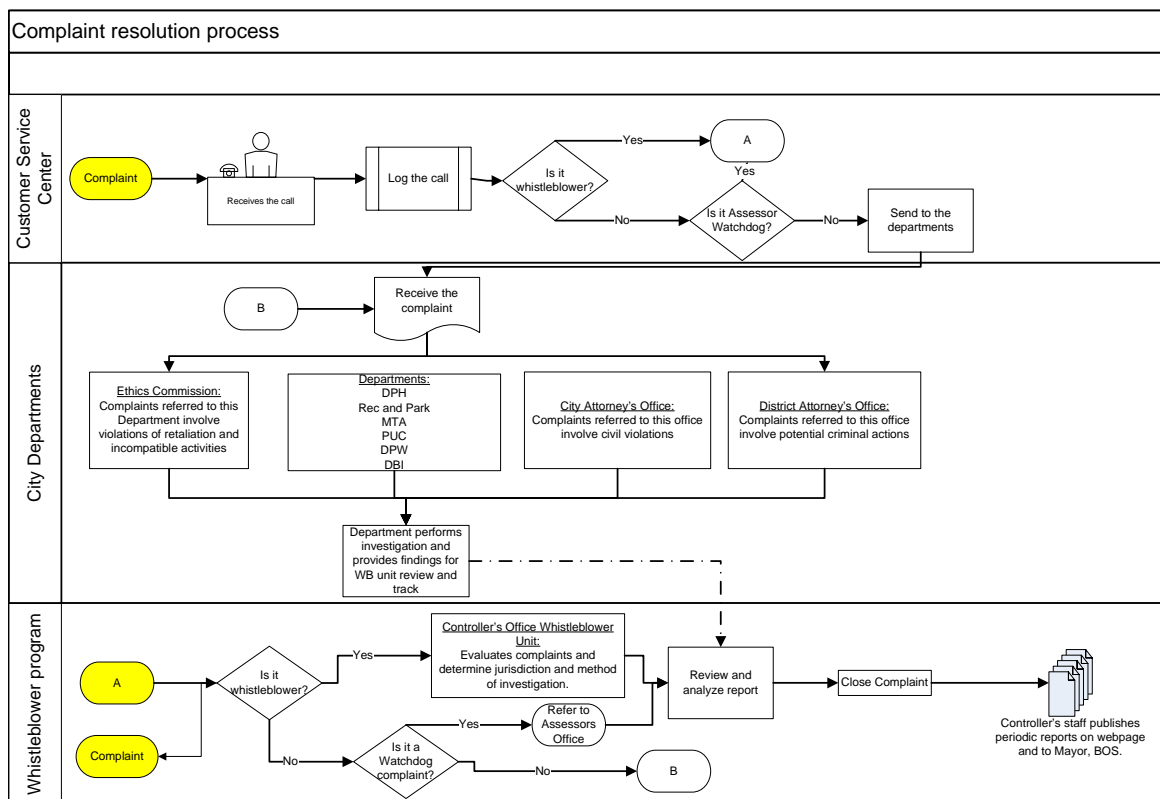 Complaint resolution process
Customer Service
Center
Complaint
Receives the call
Log the call
Is it
whistleblower?
Yes
A
Yes
No
Is it Assessor
Watchdog?
No
Send to the
departments
City Departments
B
Receive the
complaint
Ethics Commission:
Complaints referred to this
Department involve
violations of retaliation and
incompatible activities
Departments:
DPH
Rec and Park
MTA
PUC
DPW
DBI
City Attorney's Office:
Complaints referred to this office
involve civil violations
District Attorney's Office:
Complaints referred to this office
involve potential criminal actions
Department performs
investigation and
provides findings for
WB unit review and
track
Whistleblower program
A
Complaint
Is it
whistleblower?
Yes
Controller's Office Whistleblower
Unit:
Evaluates complaints and
determine jurisdiction and method
of investigation.
No
Is it a
Watchdog
complaint?
Yes
Refer to
Assessors
Office
No
B
Review and
analyze report
Close Complaint
Controller's staff publishes
periodic reports on webpage
and to Mayor, BOS.